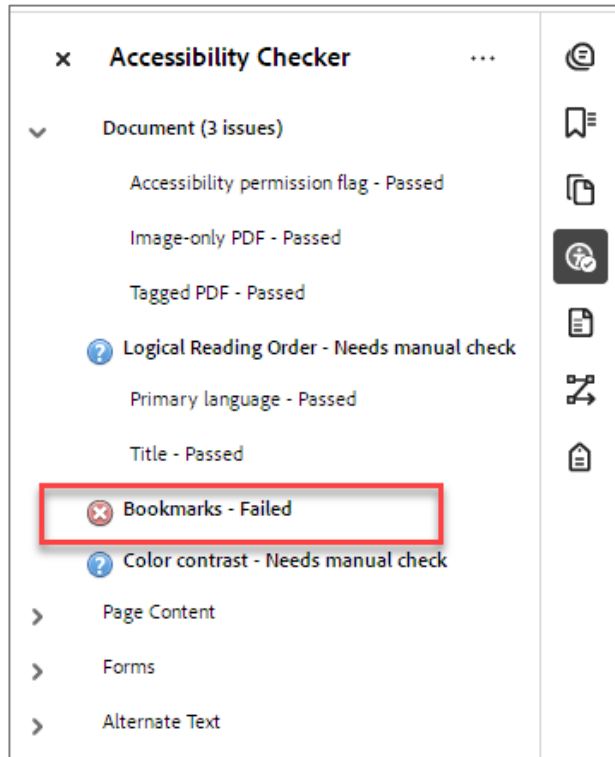 Accessibility Checker
Document (3 issues)
Accessibility permission flag - Passed
Image-only PDF - Passed
Tagged PDF - Passed
Logical Reading Order - Needs manual check
Primary language - Passed
Title - Passed
Bookmarks - Failed
Color contrast - Needs manual check
Page Content
Forms
Alternate Text